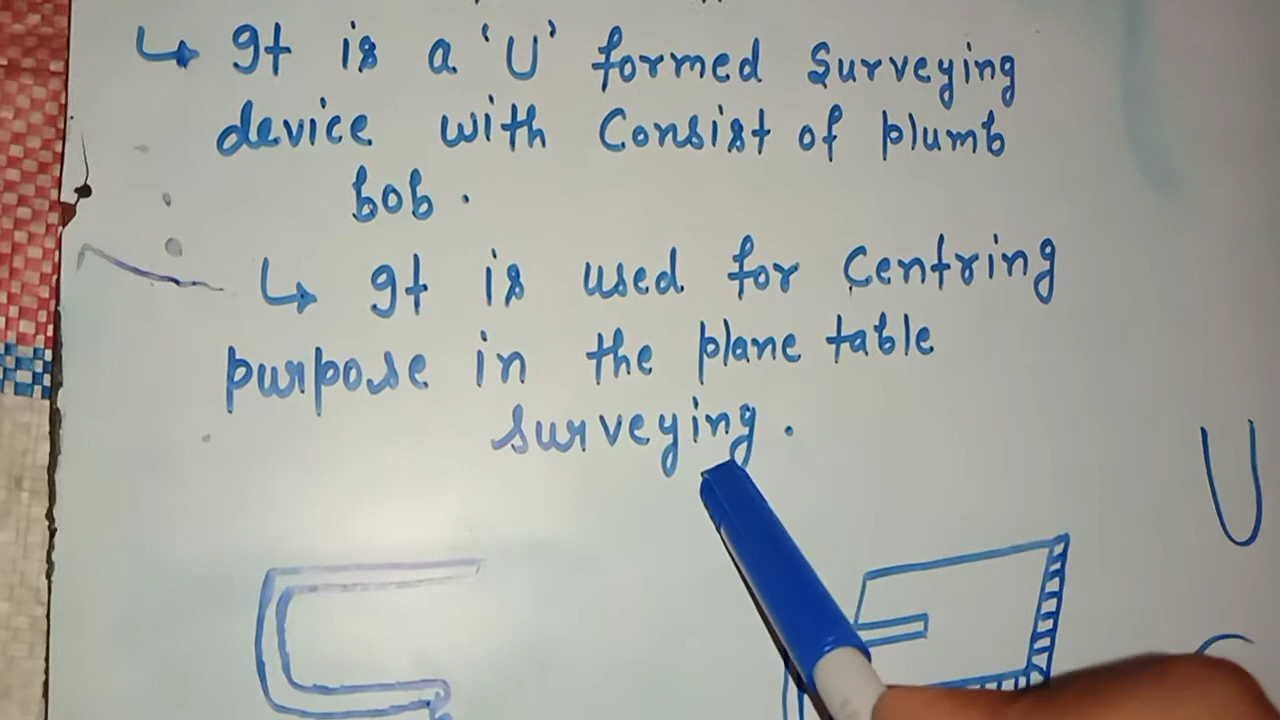 ↳ It is a 'U' formed Surveying
device with Consist of plumb
bob.
↳ It is used for Centring
purpose in the plane table
surveying.
U